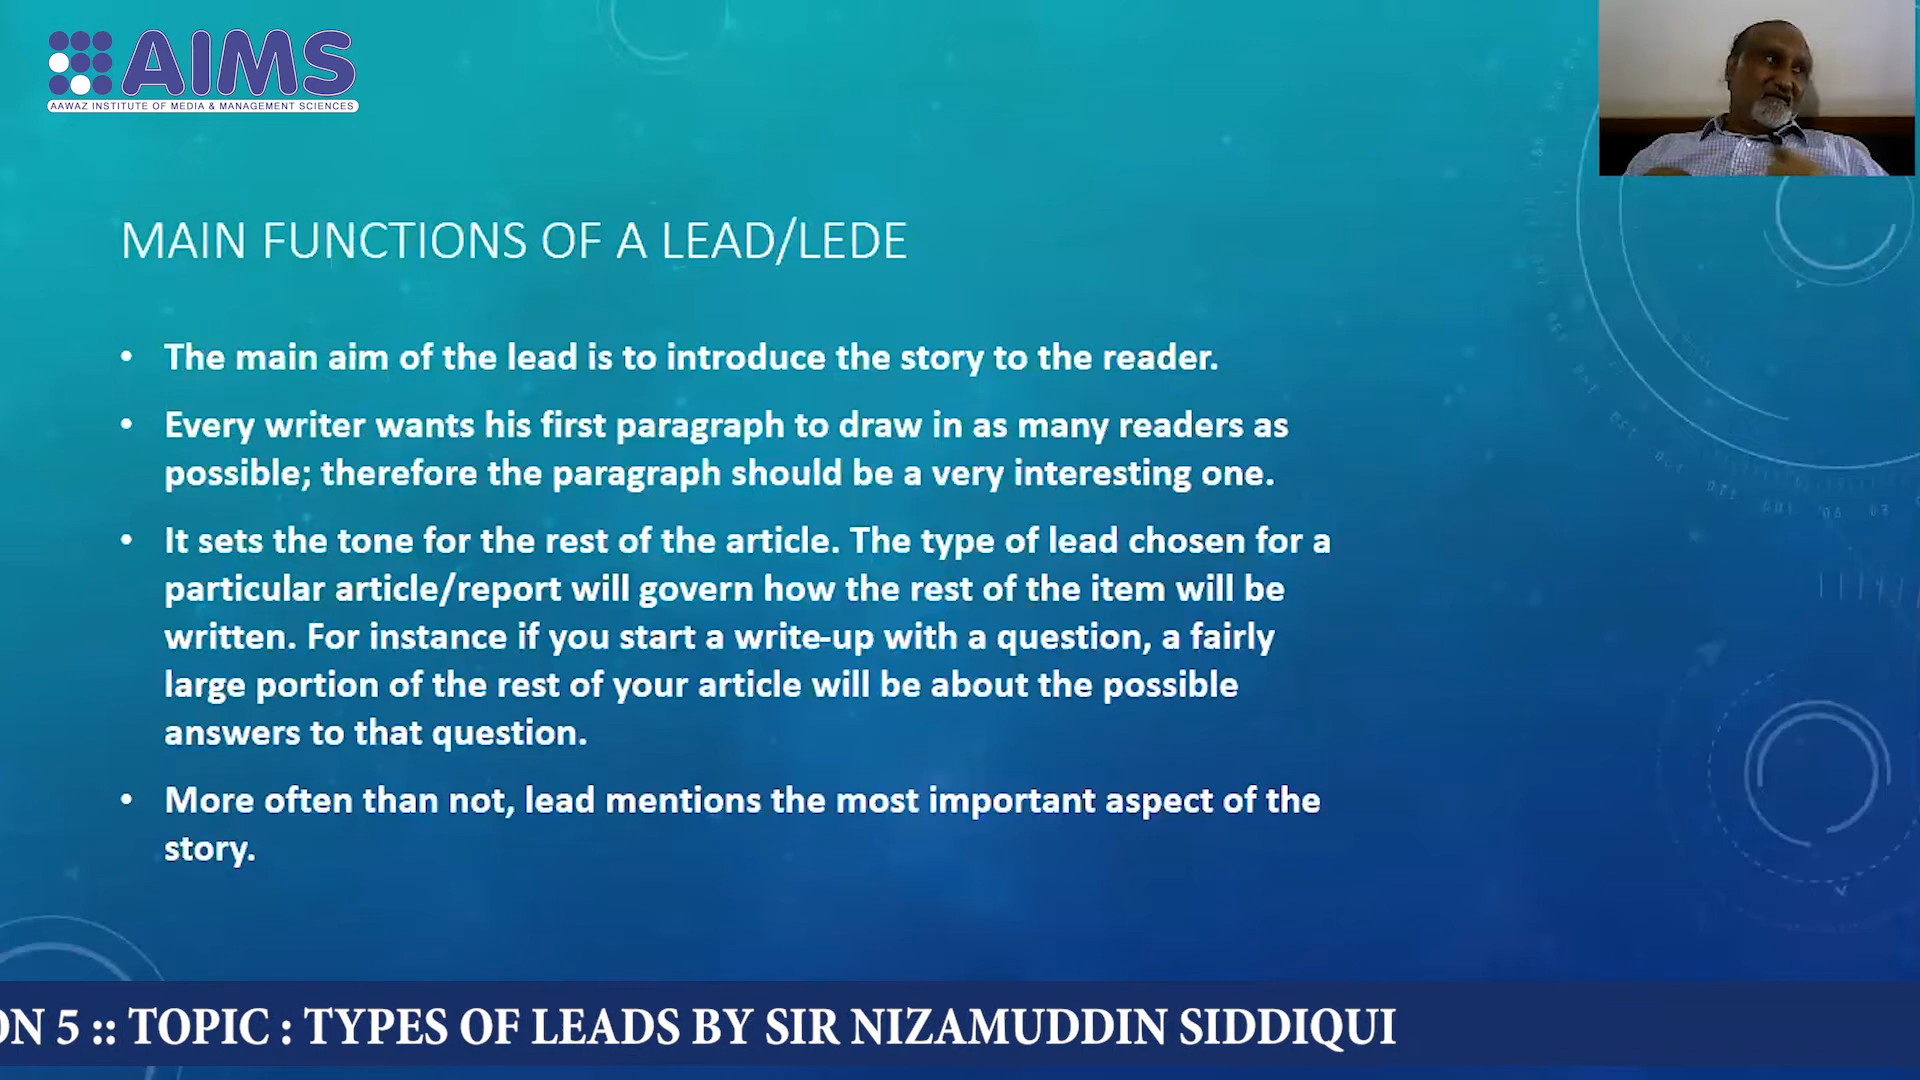 AIMS
AAWAZ INSTITUTE OF MEDIA & MANAGEMENT SCIENCES
MAIN FUNCTIONS OF A LEAD/LEDE
• The main aim of the lead is to introduce the story to the reader.
• Every writer wants his first paragraph to draw in as many readers as
possible; therefore the paragraph should be a very interesting one.
• It sets the tone for the rest of the article. The type of lead chosen for a
particular article/report will govern how the rest of the item will be
written. For instance if you start a write-up with a question, a fairly
large portion of the rest of your article will be about the possible
answers to that question.
• More often than not, lead mentions the most important aspect of the
story.
ON 5 :: TOPIC : TYPES OF LEADS BY SIR NIZAMUDDIN SIDDIQUI